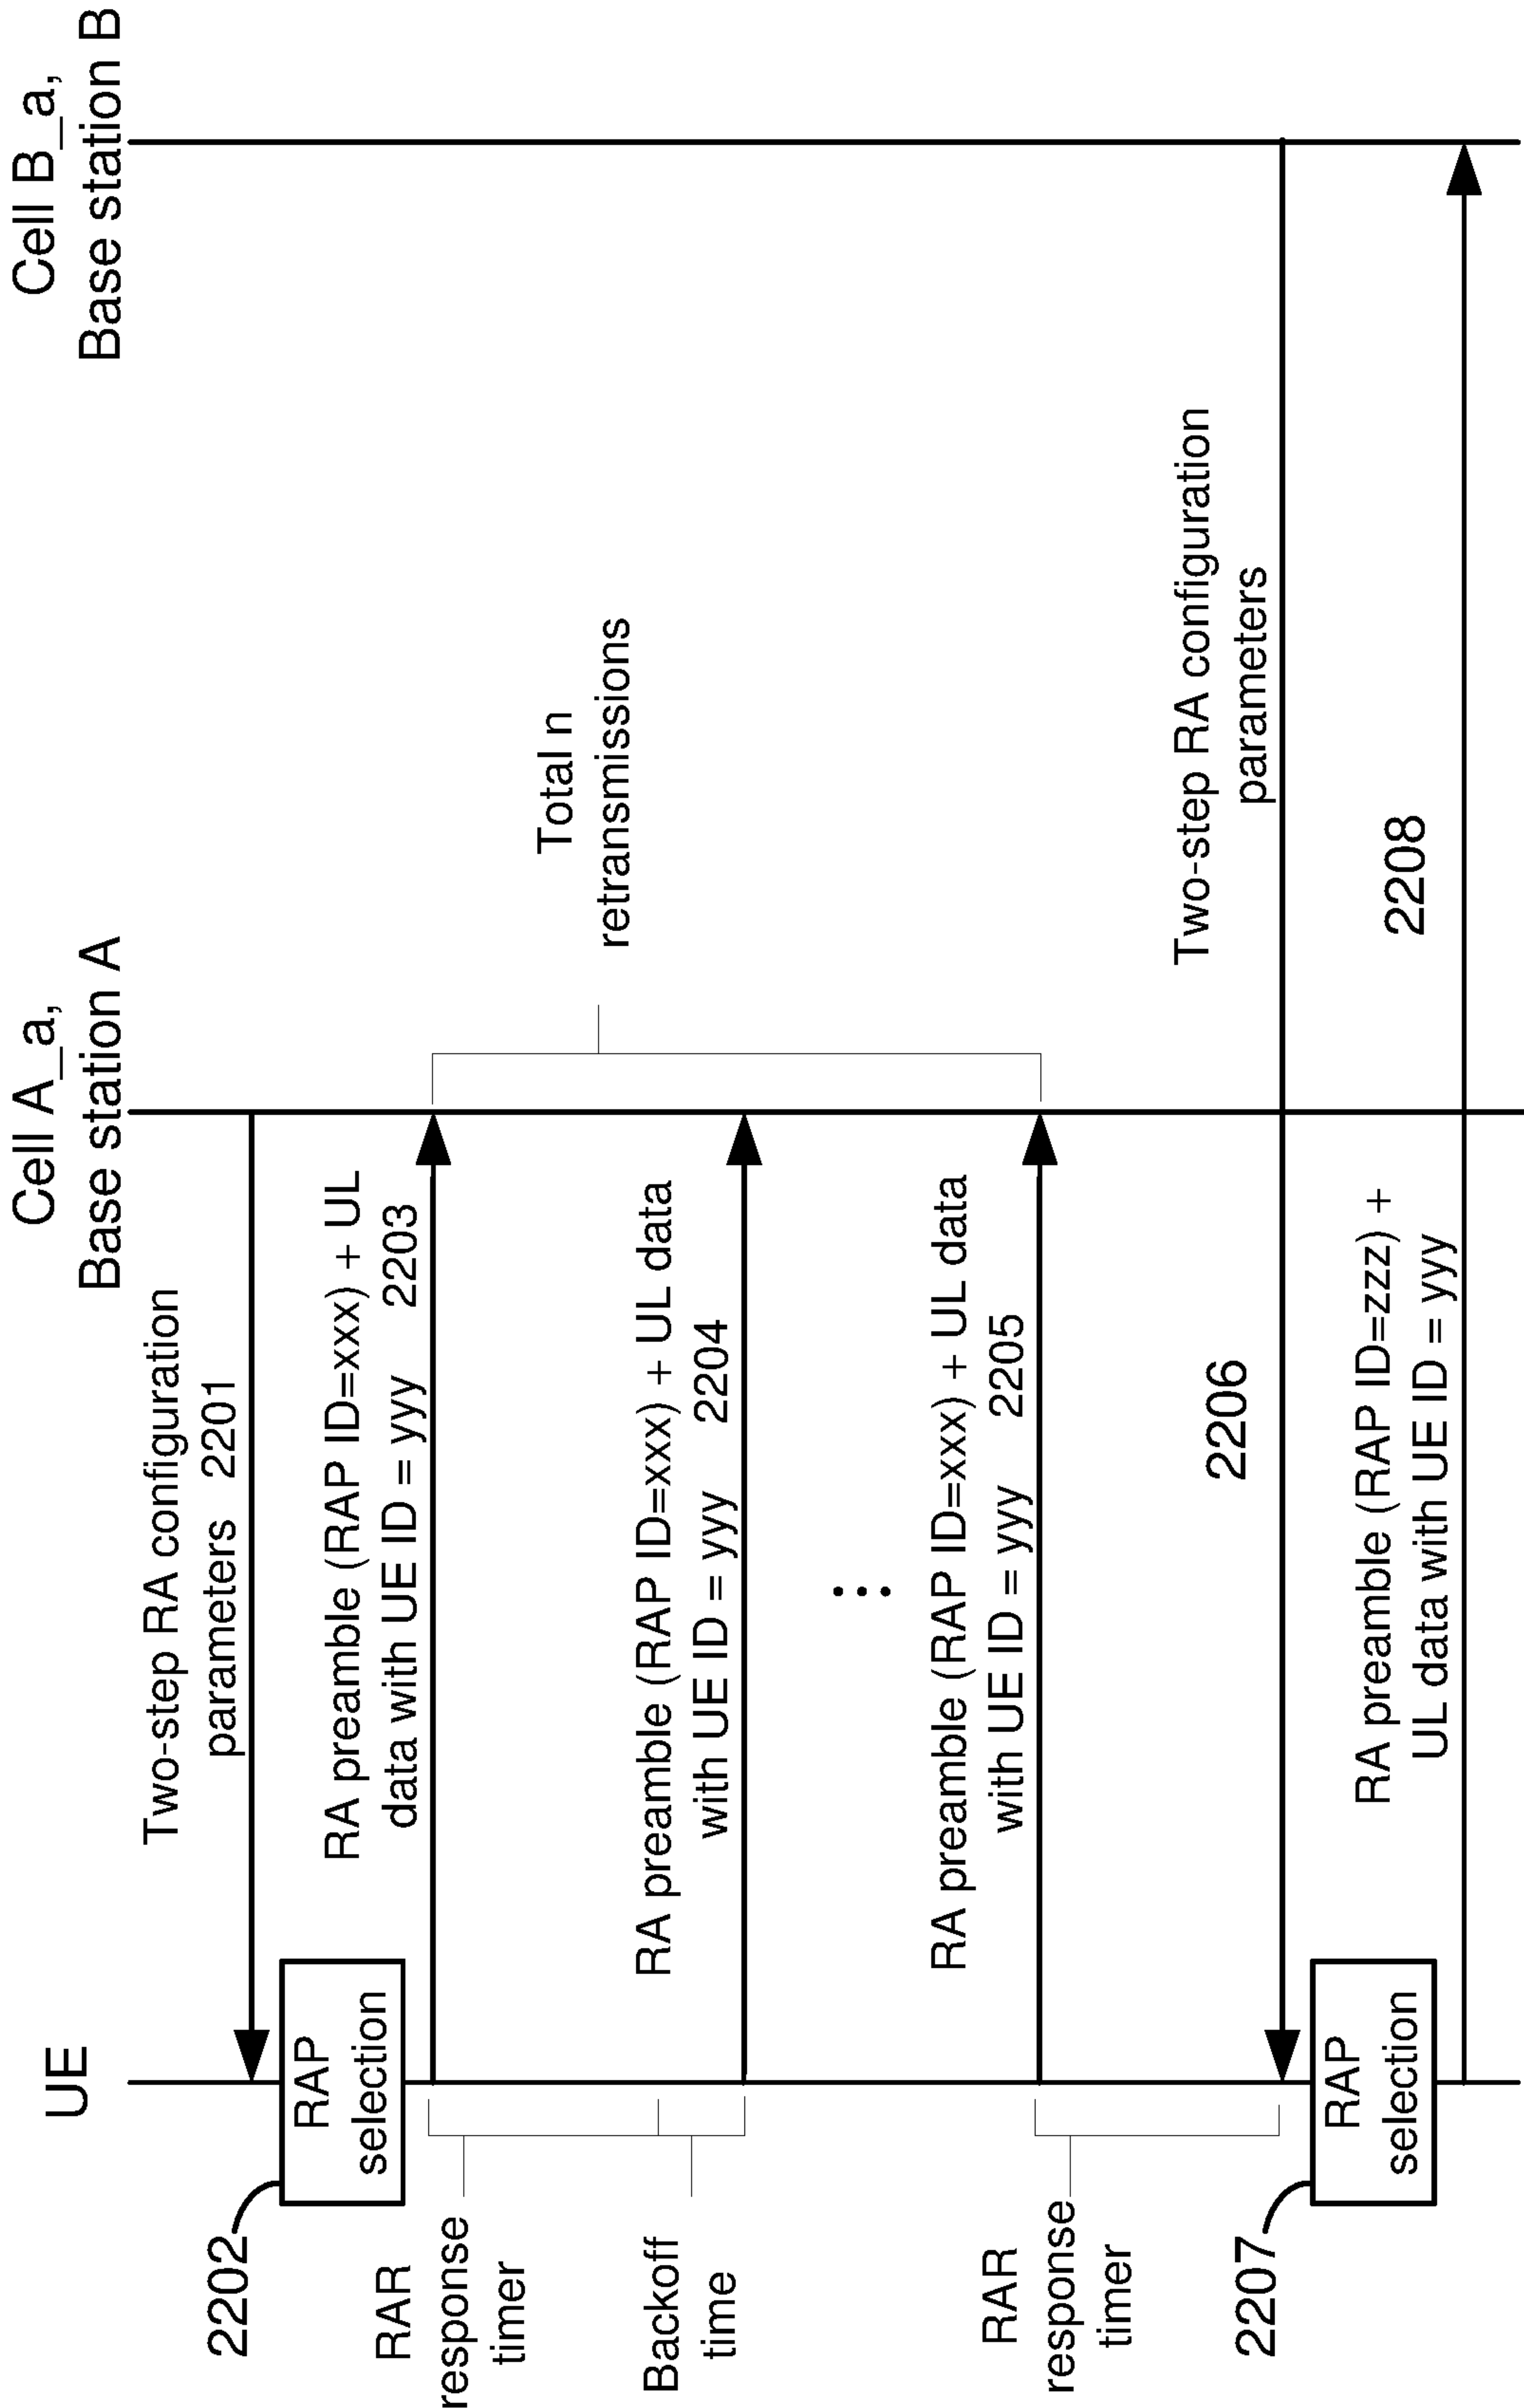 UE
Cell A_a,
Base station A
Cell B_a,
Base station B
Two-step RA configuration
parameters 2201
2202
RAP
selection
RA preamble (RAP ID=xxx) + UL
data with UE ID = yyy 2203
RAR
response
timer
Total n
retransmissions
Backoff
time
RA preamble (RAP ID=xxx) + UL data
with UE ID = yyy 2204
RA preamble (RAP ID=xxx) + UL data
with UE ID = yyy 2205
RAR
response
timer
2206
Two-step RA configuration
parameters
2207
RAP
selection
RA preamble (RAP ID=zzz) +
UL data with UE ID = yyy
2208